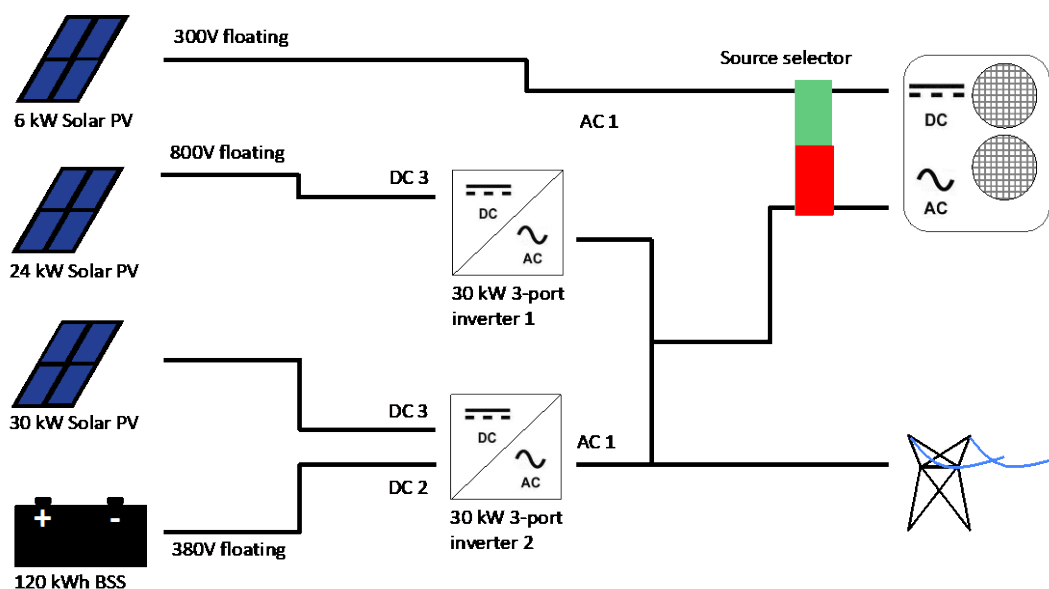 300V floating
Source selector
6 kW Solar PV
AC 1
DC
800V floating
DC 3
DC
AC
AC
24 kW Solar PV
30 kW 3-port
inverter 1
30 kW Solar PV
DC 3
DC
AC 1
AC
DC 2
+ -
380V floating
30 kW 3-port
inverter 2
120 kWh BSS